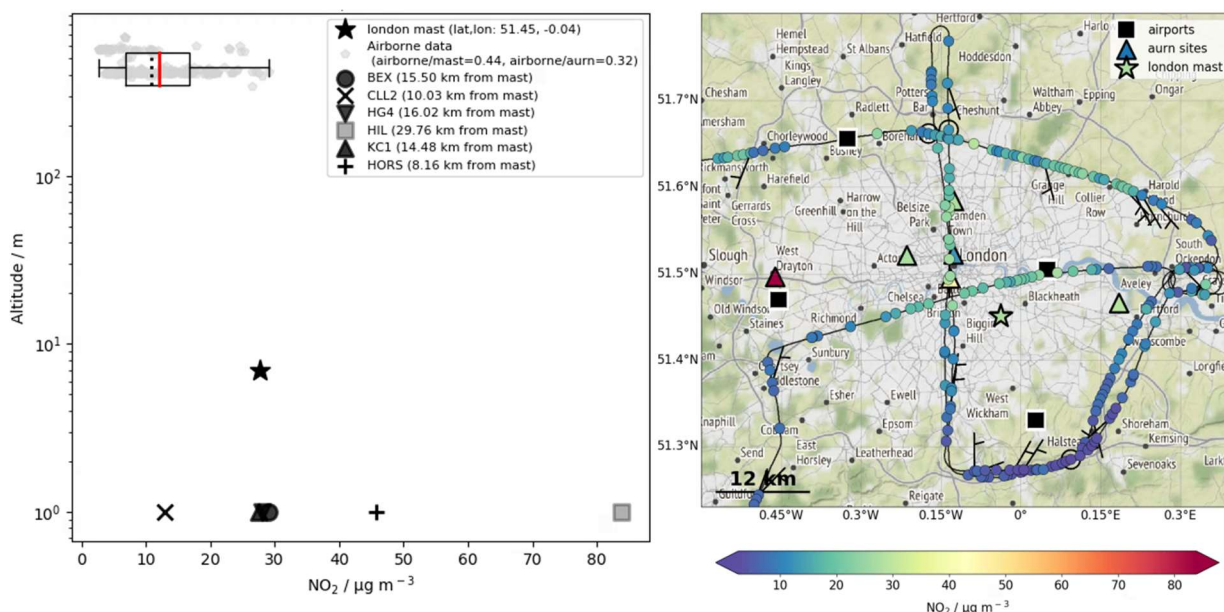 london mast (lat,lon: 51.45, -0.04)
Airborne data
(airborne/mast=0.44, airborne/aurn=0.32)
BEX (15.50 km from mast)
CLL2 (10.03 km from mast)
HG4 (16.02 km from mast)
HIL (29.76 km from mast)
KC1 (14.48 km from mast)
HORS (8.16 km from mast)
Altitude / m
10²
10¹
10⁰
0 10 20 30 40 50 60 70 80
NO₂ / μg m⁻³
airports
aurn sites
london mast
51.7°N
51.6°N
51.5°N
51.4°N
51.3°N
Hertford
Hemel
Hempstead
St Albans
Hatfield
Hoddesdon
Kings
Langley
Chesham
Potters
Bar
Radlett
Cheshunt
Waltham
Abbey
Epping
Ongar
Chorleywood
Bushey
Rickmansworth
Harefield
Gerrards
Cross
Harrow
on the
Hill
Greenhill
Belsize
Park
Grange
Hill
Collier
Row
Harold
Slough
West
Drayton
London
South
Ockendon
Windsor
Chelsea
Blackheath
Aveley
Old Windsor
Staines
Richmond
Sunbury
Biggin
Hill
Esher
Ewell
West
Wickham
Epsom
Shoreham
Kemsing
Send
East
Horsley
Leatherhead
Sevenoaks
Reigate
12 km
0.45°W 0.3°W 0.15°W 0° 0.15°E 0.3°E
10 20 30 40 50 60 70 80
NO₂ / μg m⁻³